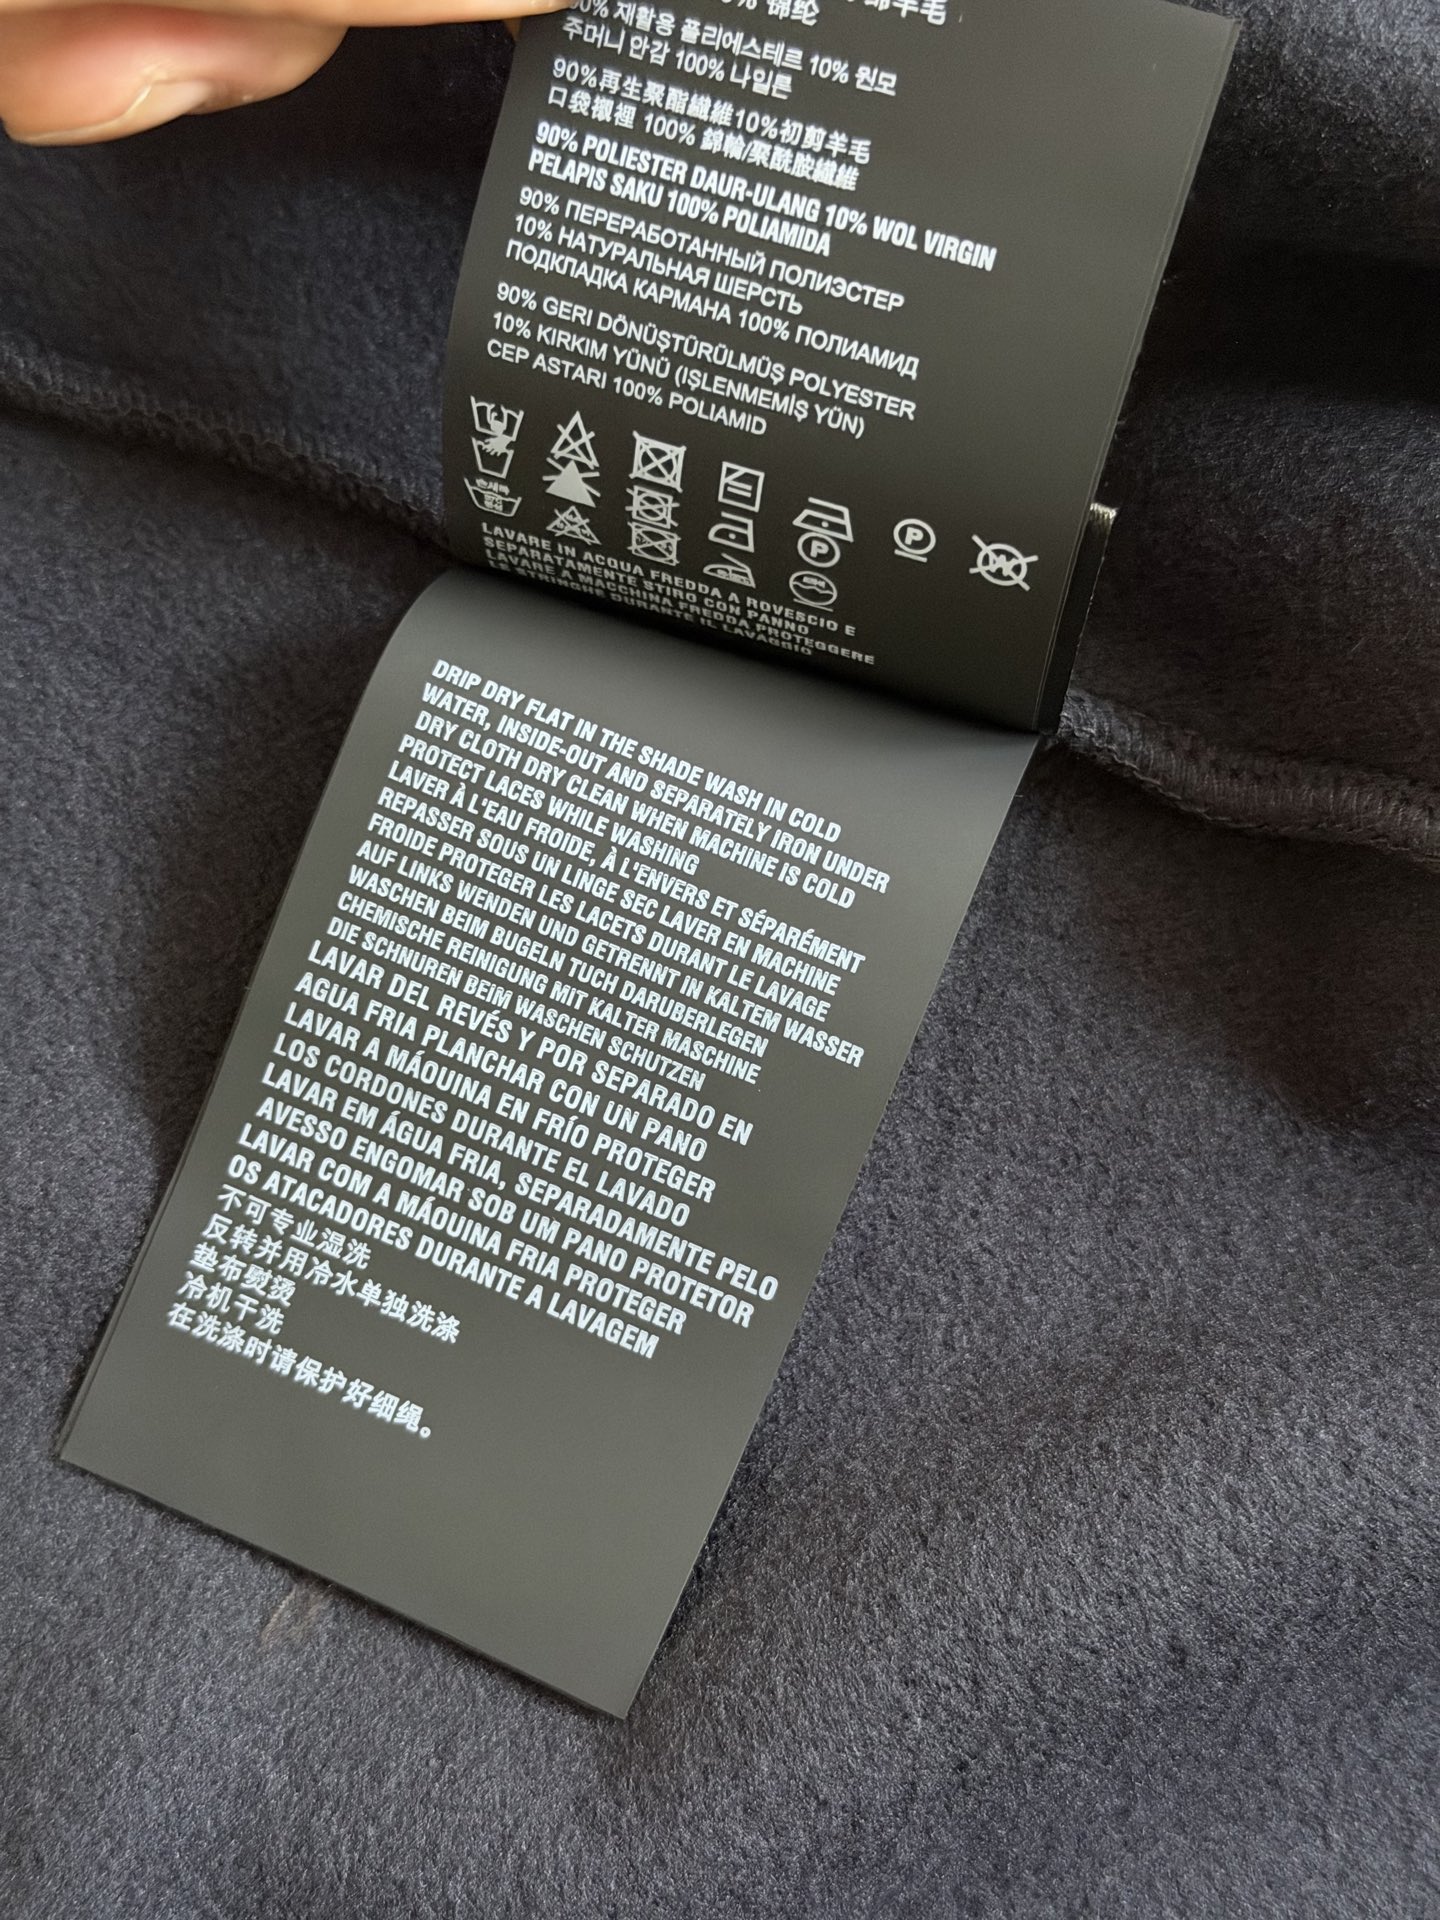 재활용 폴리에스테르 10% 원모
주머니 안감 100% 나일론
90%再生聚酯纖維10%初剪羊毛
口袋襯裡 100% 錦輪/聚酰胺纖維
90% POLIESTER DAUR-ULANG 10% WOL VIRGIN
PELAPIS SAKU 100% POLIAMIDA
90% ПЕРЕРАБОТАННЫЙ ПОЛИЭСТЕР
10% НАТУРАЛЬНАЯ ШЕРСТЬ
ПОДКЛАДКА КАРМАНА 100% ПОЛИАМИД
90% GERI DÖNÜŞTÜRÜLMÜŞ POLYESTER
10% KIRKIM YÜNÜ (IŞLENMEMİŞ YÜN)
CEP ASTARI 100% POLIAMID
P
W
P
LAVARE IN ACQUA FREDDA A ROVESCIO E
SEPARATAMENTE STIRO CON PANNO
LAVARE A MACCHINA FREDDA PROTEGGERE
LE STRINGHE DURANTE IL LAVAGGIO
DRIP DRY FLAT IN THE SHADE WASH IN COLD
WATER, INSIDE-OUT AND SEPARATELY IRON UNDER
DRY CLOTH DRY CLEAN WHEN MACHINE IS COLD
PROTECT LACES WHILE WASHING
LAVER À L'EAU FROIDE, À L'ENVERS ET SÉPARÉMENT
REPASSER SOUS UN LINGE SEC LAVER EN MACHINE
FROIDE PROTEGER LES LACETS DURANT LE LAVAGE
AUF LINKS WENDEN UND GETRENNT IN KALTEM WASSER
WASCHEN BEIM BUGELN TUCH DARUBERLEGEN
CHEMISCHE REINIGUNG MIT KALTER MASCHINE
DIE SCHNUREN BEIM WASCHEN SCHUTZEN
LAVAR DEL REVÉS Y POR SEPARADO EN
AGUA FRIA PLANCHAR CON UN PANO
LAVAR A MÁQUINA EN FRÍO PROTEGER
LOS CORDONES DURANTE EL LAVADO
LAVAR EM ÁGUA FRIA, SEPARADAMENTE PELO
AVESSO ENGOMAR SOB UM PANO PROTETOR
LAVAR COM A MÁQUINA FRIA PROTEGER
OS ATACADORES DURANTE A LAVAGEM
不可专业湿洗
反转并用冷水单独洗涤
垫布熨烫
冷机干洗
在洗涤时请保护好细绳。